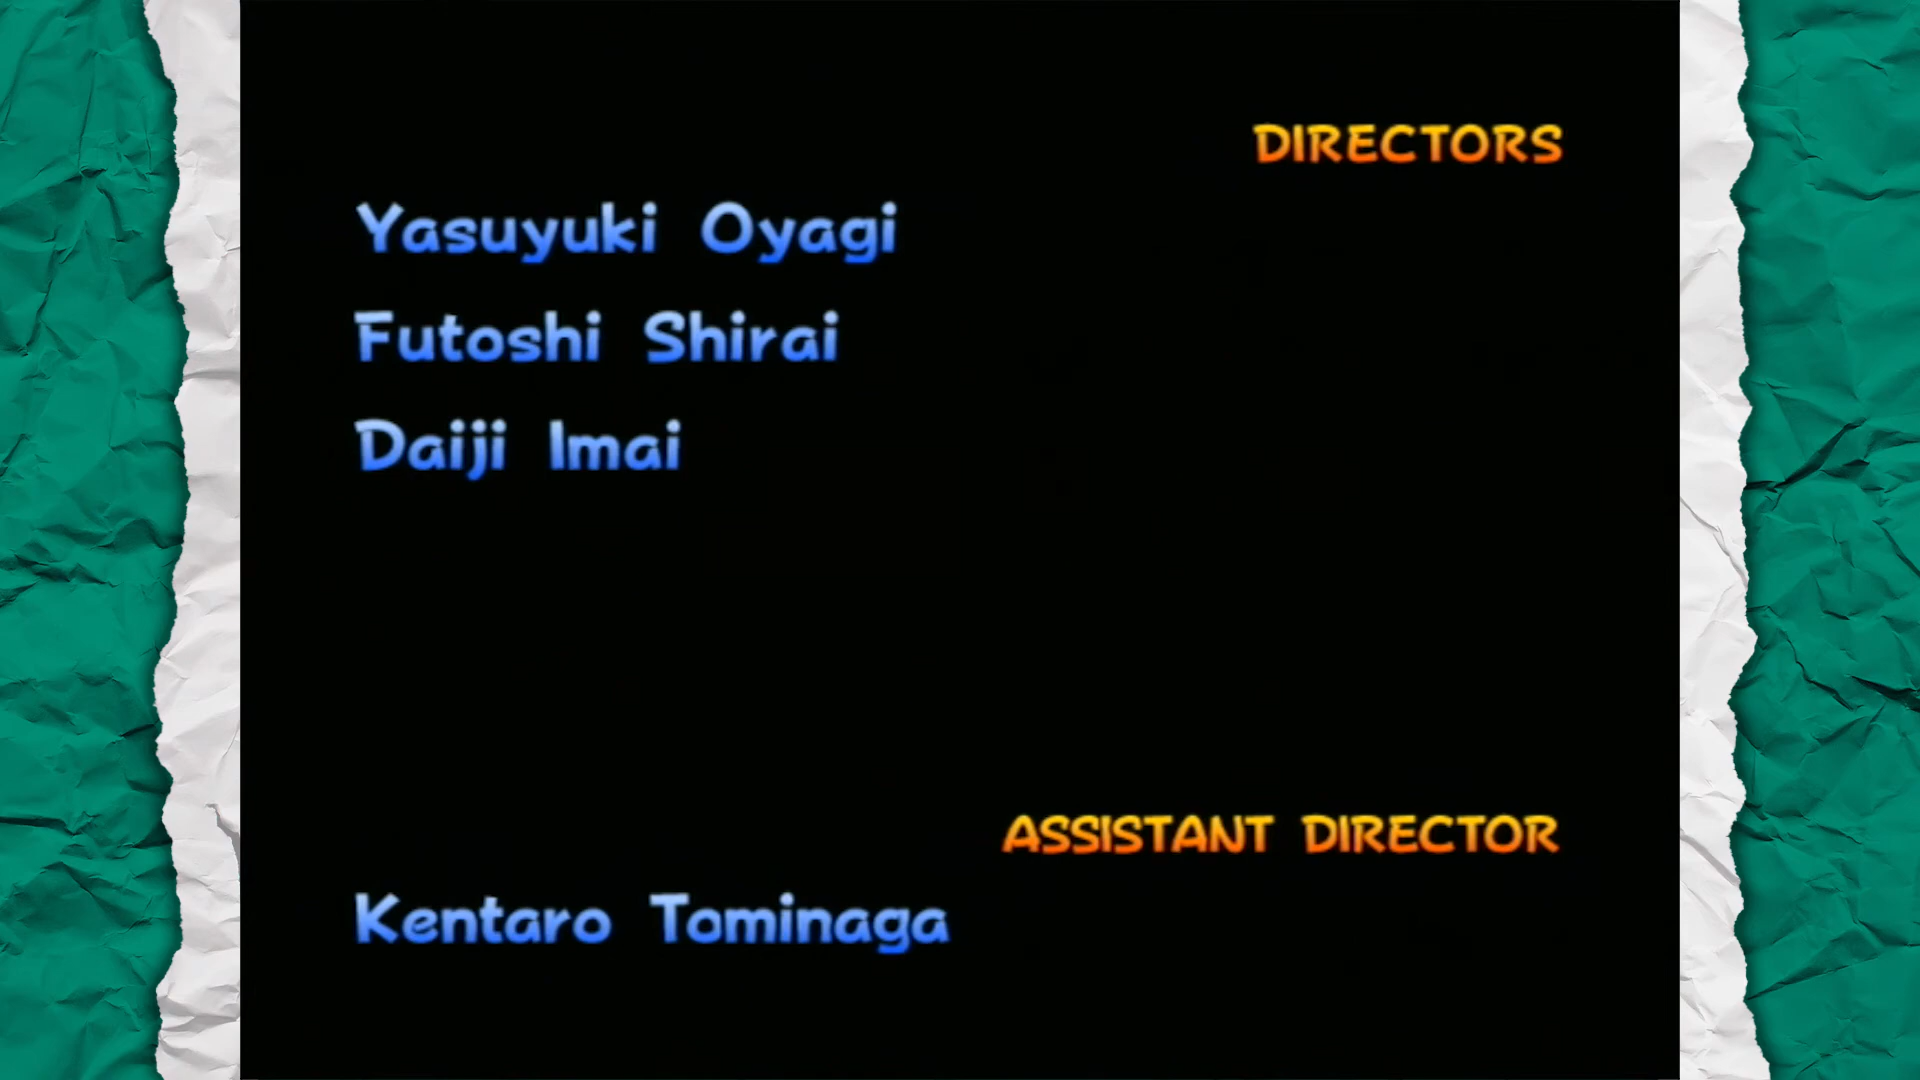 DIRECTORS
Yasuyuki Oyagi
Futoshi Shirai
Daiji Imai
ASSISTANT DIRECTOR
Kentaro Tominaga